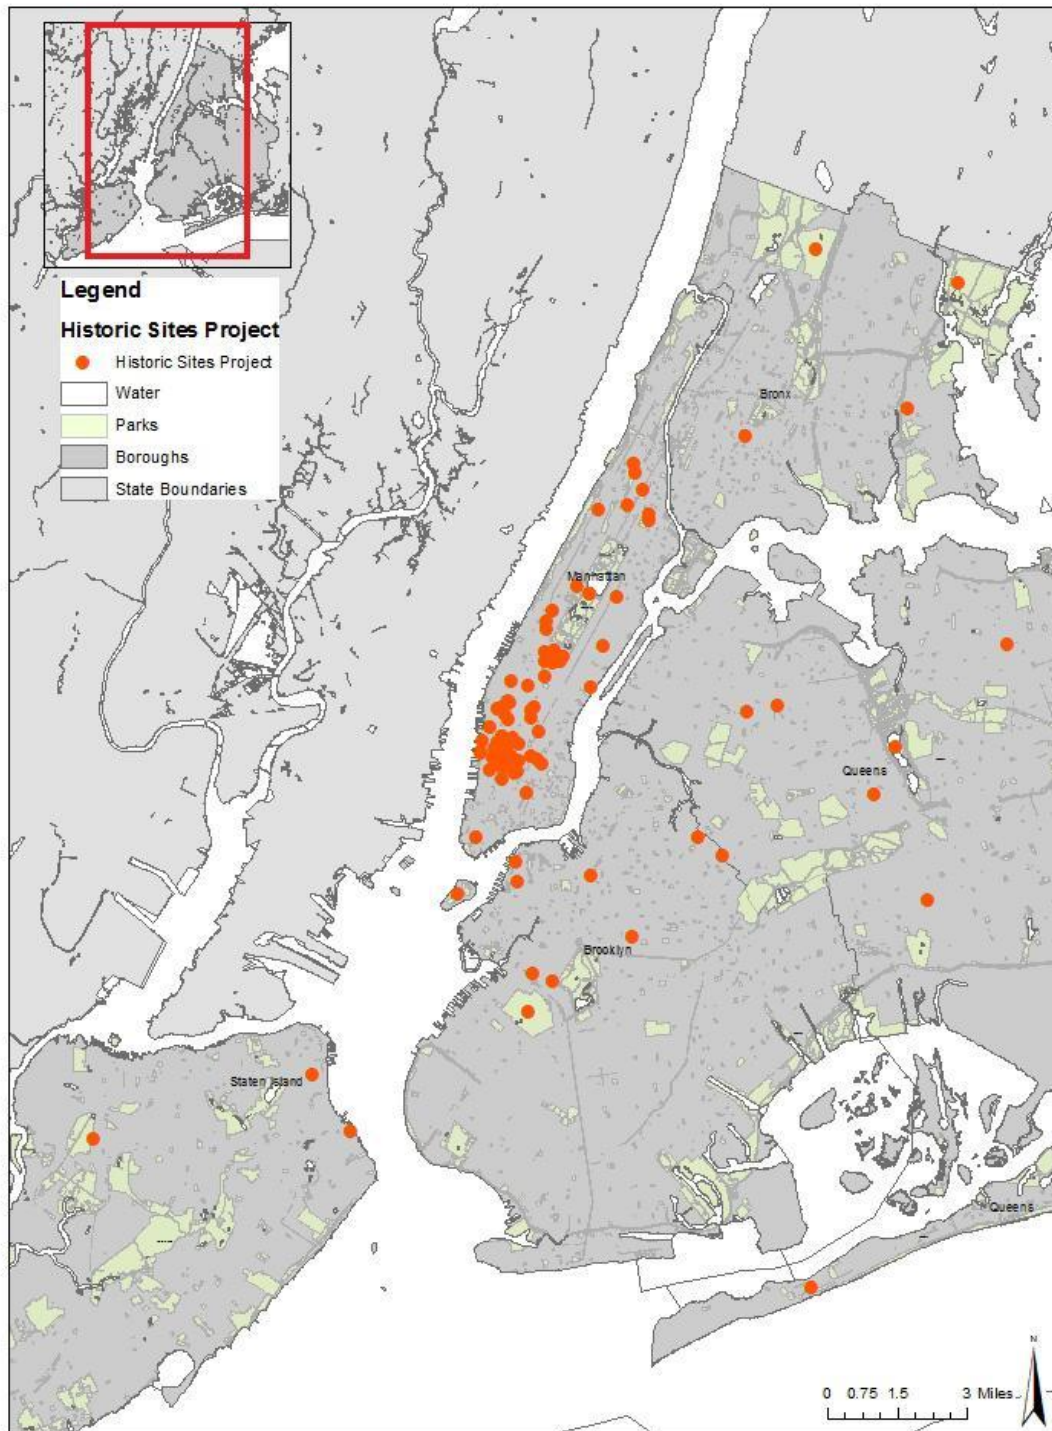 Legend
Historic Sites Project
Historic Sites Project
Water
Parks
Boroughs
State Boundaries
Bronx
Manhattan
Queens
Brooklyn
Staten Island
Queens
N
0 0.75 1.5 3 Miles